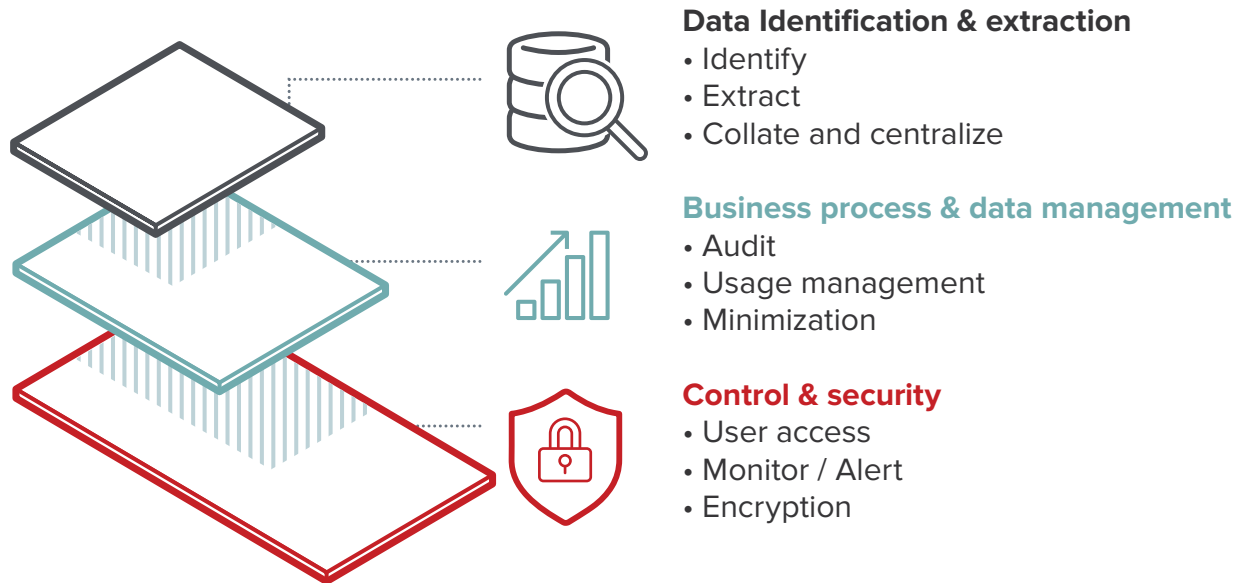 Data Identification & extraction
• Identify
• Extract
• Collate and centralize
Business process & data management
• Audit
• Usage management
• Minimization
Control & security
• User access
• Monitor / Alert
• Encryption